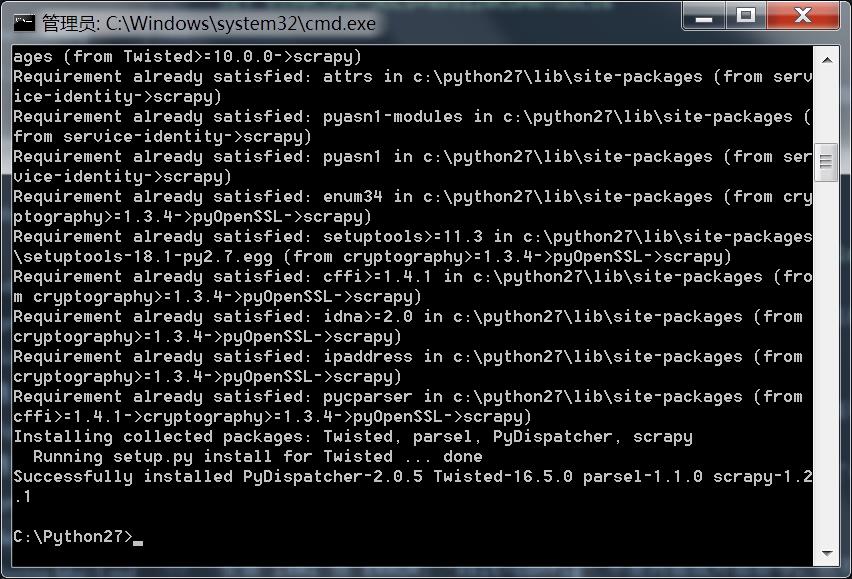 管理员: C:\Windows\system32\cmd.exe
ages (from Twisted>=10.0.0->scrapy)
Requirement already satisfied: attrs in c:\python27\lib\site-packages (from serv
ice-identity->scrapy)
Requirement already satisfied: pyasn1-modules in c:\python27\lib\site-packages (
from service-identity->scrapy)
Requirement already satisfied: pyasn1 in c:\python27\lib\site-packages (from ser
vice-identity->scrapy)
Requirement already satisfied: enum34 in c:\python27\lib\site-packages (from cry
ptography>=1.3.4->pyOpenSSL->scrapy)
Requirement already satisfied: setuptools>=11.3 in c:\python27\lib\site-packages
\setuptools-18.1-py2.7.egg (from cryptography>=1.3.4->pyOpenSSL->scrapy)
Requirement already satisfied: cffi>=1.4.1 in c:\python27\lib\site-packages (fro
m cryptography>=1.3.4->pyOpenSSL->scrapy)
Requirement already satisfied: idna>=2.0 in c:\python27\lib\site-packages (from
cryptography>=1.3.4->pyOpenSSL->scrapy)
Requirement already satisfied: ipaddress in c:\python27\lib\site-packages (from
cryptography>=1.3.4->pyOpenSSL->scrapy)
Requirement already satisfied: pycparser in c:\python27\lib\site-packages (from
cffi>=1.4.1->cryptography>=1.3.4->pyOpenSSL->scrapy)
Installing collected packages: Twisted, parsel, PyDispatcher, scrapy
  Running setup.py install for Twisted ... done
Successfully installed PyDispatcher-2.0.5 Twisted-16.5.0 parsel-1.1.0 scrapy-1.2
.1
C:\Python27>